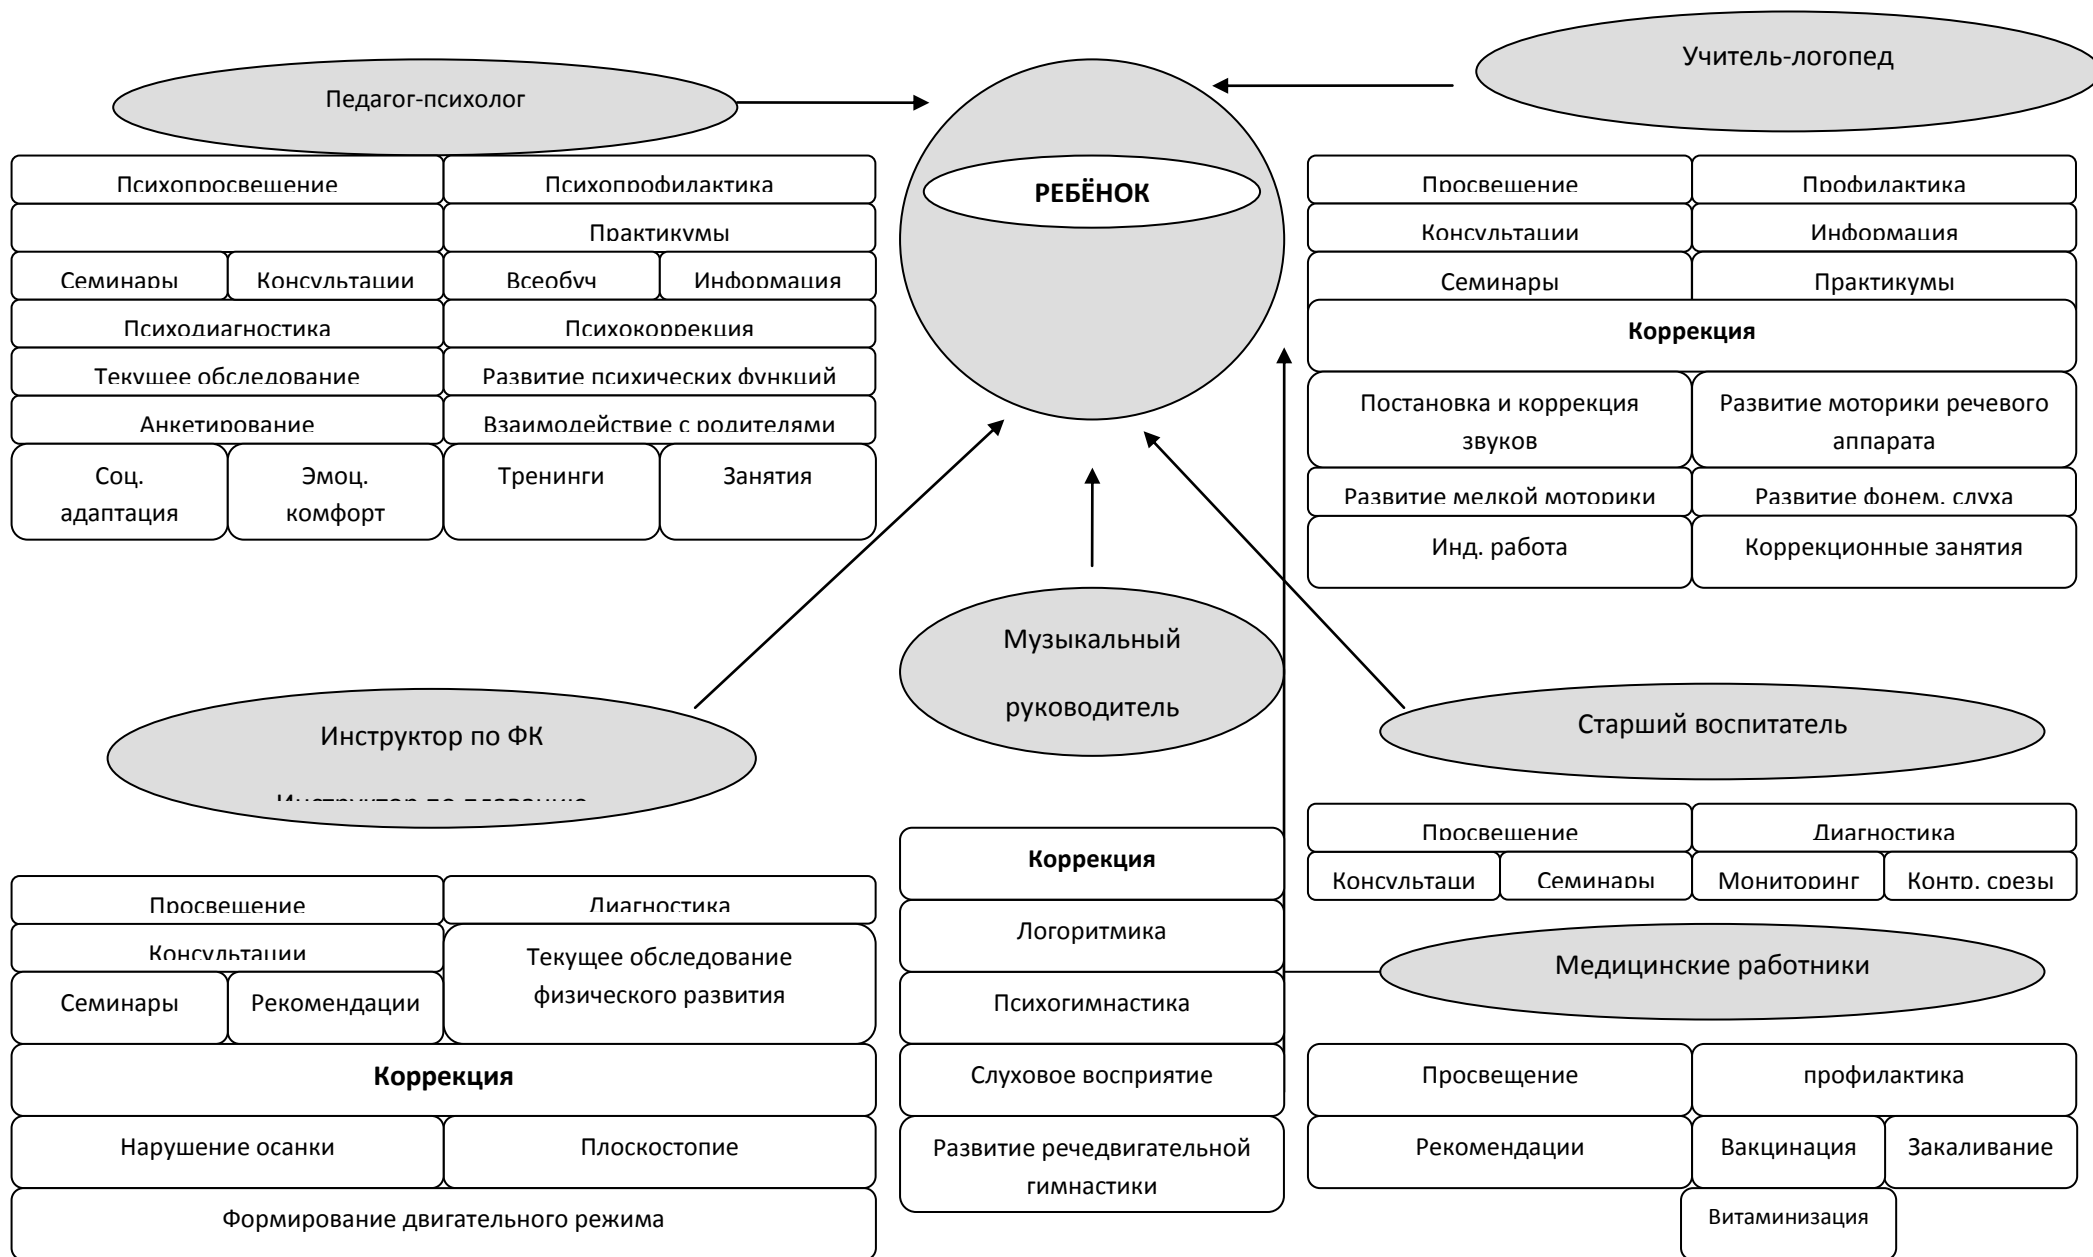 Учитель-логопед
Педагог-психолог
РЕБЁНОК
Психопросвещение
Психопрофилактика
Практикумы
Семинары
Консультации
Всеобуч
Информация
Психодиагностика
Психокоррекция
Текущее обследование
Развитие психических функций
Анкетирование
Взаимодействие с родителями
Соц.
адаптация
Эмоц.
комфорт
Тренинги
Занятия
Просвещение
Профилактика
Консультации
Информация
Семинары
Практикумы
Коррекция
Постановка и коррекция
звуков
Развитие моторики речевого
аппарата
Развитие мелкой моторики
Развитие фонем. слуха
Инд. работа
Коррекционные занятия
Музыкальный
руководитель
Инструктор по ФК
Инструктор по плаванию
Старший воспитатель
Просвещение
Диагностика
Консультаци
Семинары
Мониторинг
Контр. срезы
Просвещение
Диагностика
Консультации
Текущее обследование
физического развития
Семинары
Рекомендации
Коррекция
Нарушение осанки
Плоскостопие
Формирование двигательного режима
Коррекция
Логоритмика
Психогимнастика
Слуховое восприятие
Развитие речедвигательной
гимнастики
Медицинские работники
Просвещение
профилактика
Рекомендации
Вакцинация
Закаливание
Витаминизация